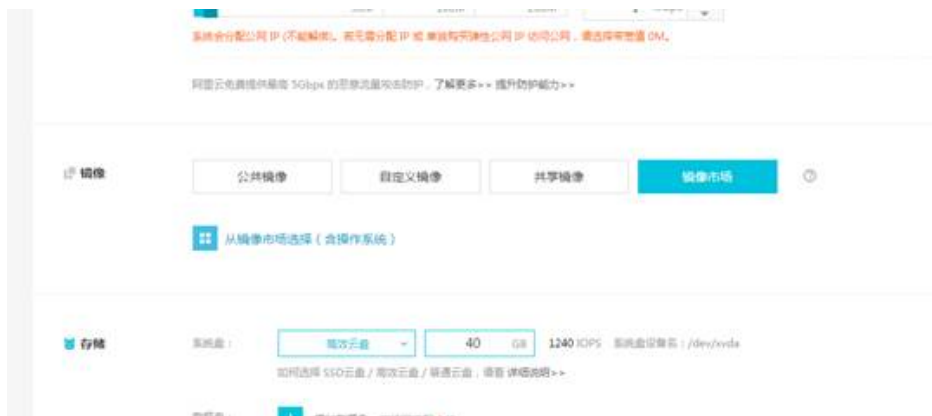 系统会分配公网 IP (不能解绑)。若无需分配 IP 或 单独购买弹性公网 IP 访问公网，请选择带宽值 0M。
阿里云免费提供最高 5Gbps 的恶意流量攻击防护，了解更多>> 提升防护能力>>
镜像
公共镜像 自定义镜像 共享镜像 镜像市场
从镜像市场选择（含操作系统）
存储 系统盘： 高效云盘 40 GB 1240 IOPS 系统盘设备名：/dev/xvda
如何选择 SSD云盘 / 高效云盘 / 普通云盘，请看 详细说明>>